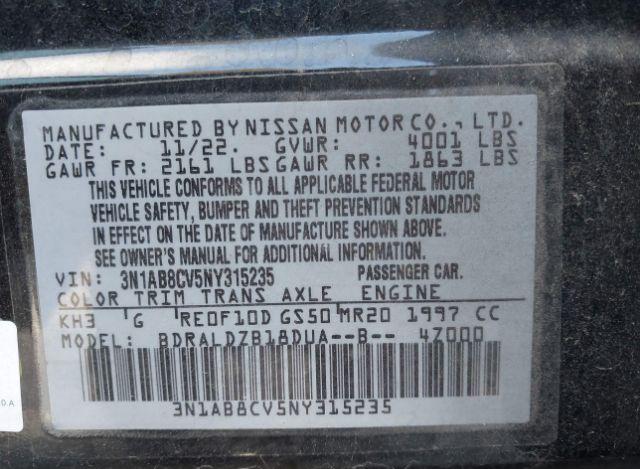 MANUFACTURED BY NISSAN MOTOR CO., LTD.
DATE: 11/22. GVWR: 4001 LBS
GAWR FR: 2161 LBS GAWR RR: 1863 LBS
THIS VEHICLE CONFORMS TO ALL APPLICABLE FEDERAL MOTOR
VEHICLE SAFETY, BUMPER AND THEFT PREVENTION STANDARDS
IN EFFECT ON THE DATE OF MANUFACTURE SHOWN ABOVE.
SEE OWNER'S MANUAL FOR ADDITIONAL INFORMATION.
VIN: 3N1AB8CV5NY315235 PASSENGER CAR.
COLOR TRIM TRANS AXLE ENGINE
KH3 'G RE0F10D GS50 MR20 1997 CC
MODEL: BDRALDZB18DUA--B-- 4Z000
3N1AB8CV5NY315235